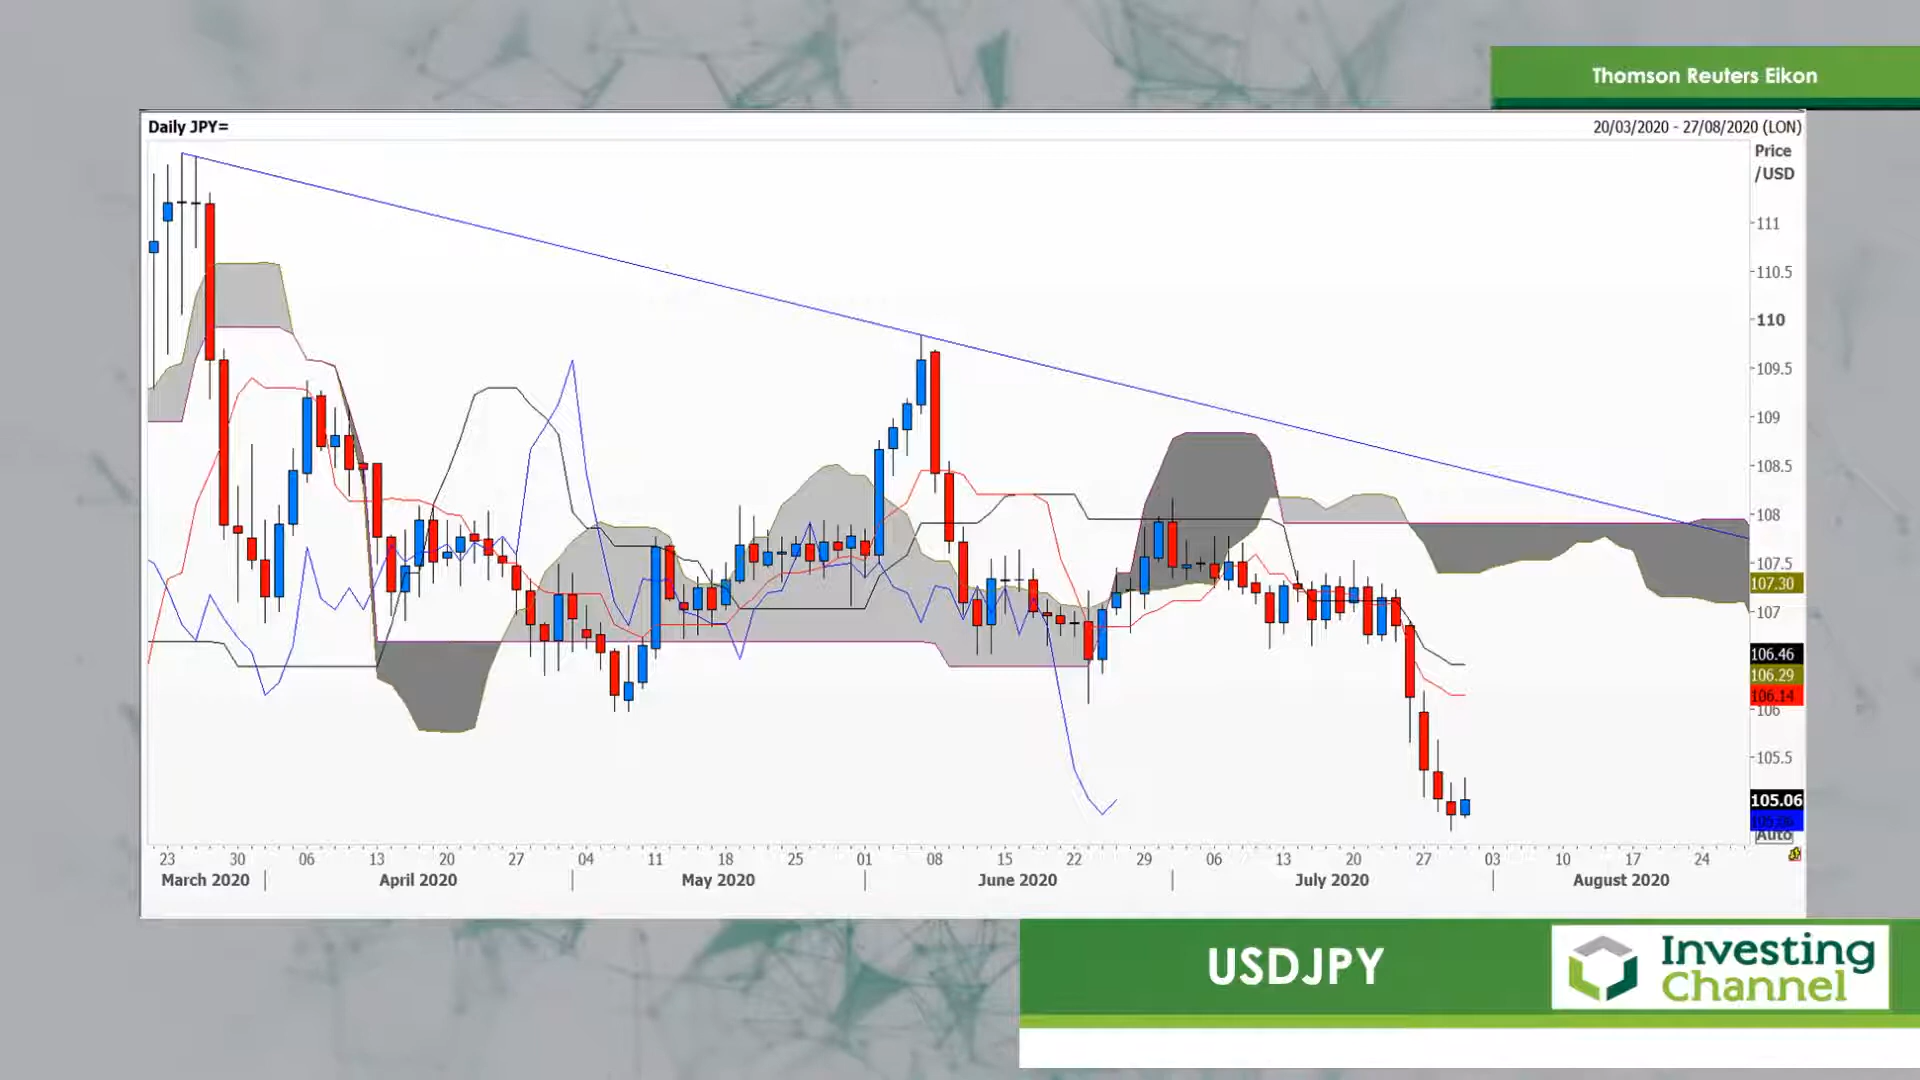 Thomson Reuters Eikon
Daily JPY=
20/03/2020 - 27/08/2020 (LON)
Price
/USD
111
110.5
110
109.5
109
108.5
108
107.5
107.30
107
106.46
106.29
106.14
106
105.5
105.06
Auto
23 30 06 13 20 27 04 11 18 25 01 08 15 22 29 06 13 20 27 03 10 17 24
March 2020 April 2020 May 2020 June 2020 July 2020 August 2020
USDJPY
Investing
Channel